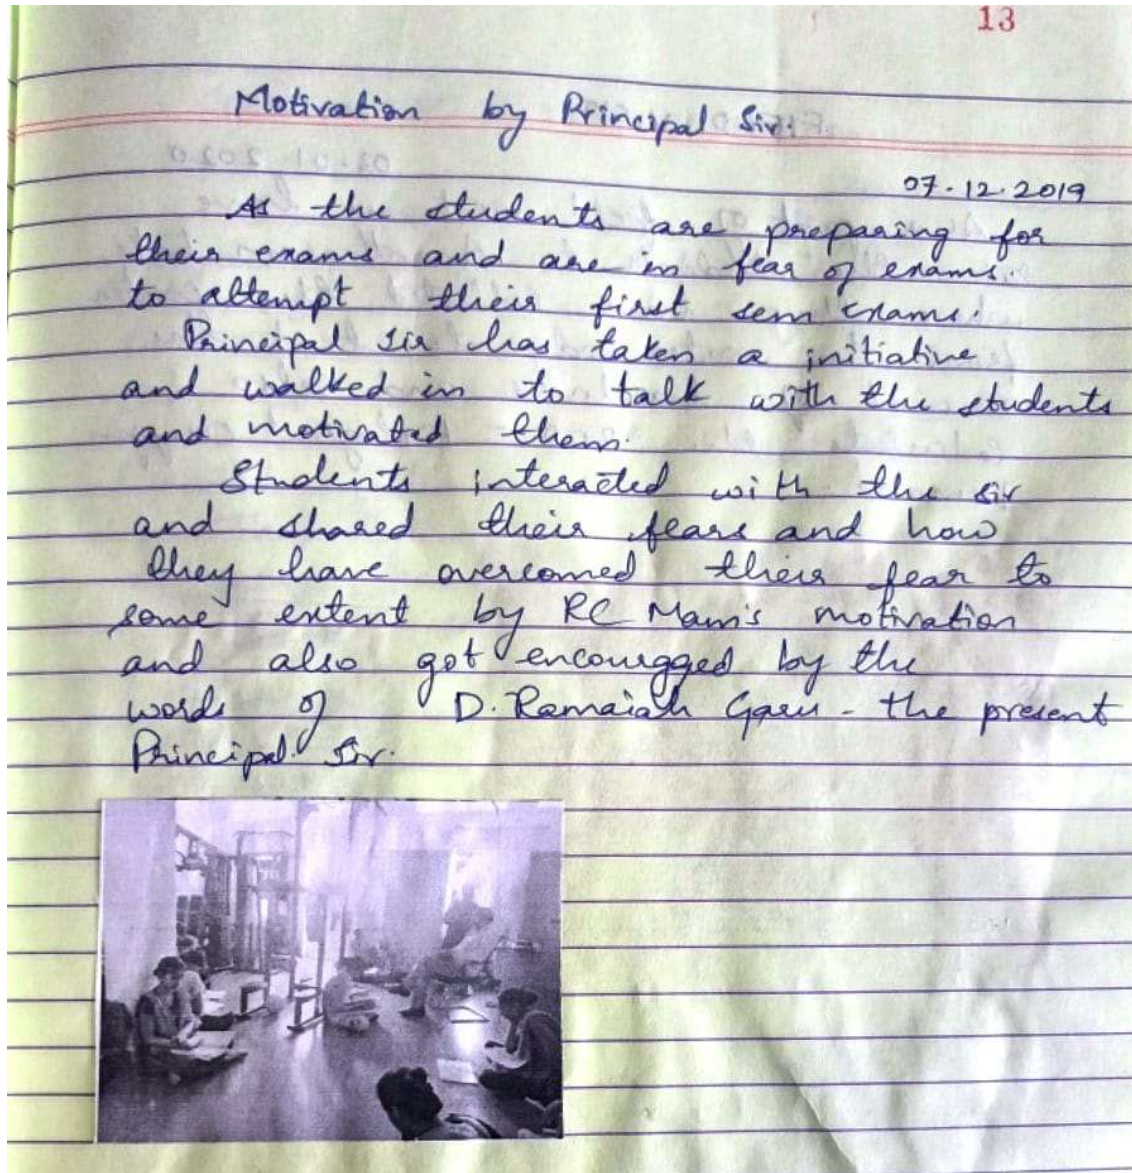 13
Motivation by Principal Sir.
07.12.2019
As the students are preparing for
their exams and are in fear of exams.
to attempt their first sem exams.
Principal Sir has taken a initiative
and walked in to talk with the students
and motivated them.
Students interacted with the sir
and shared their fears and how
they have overcomed their fear to
some extent by RC Mam's motivation
and also got encouragged by the
words of D. Ramaiah Garu - the present
Principal Sir.